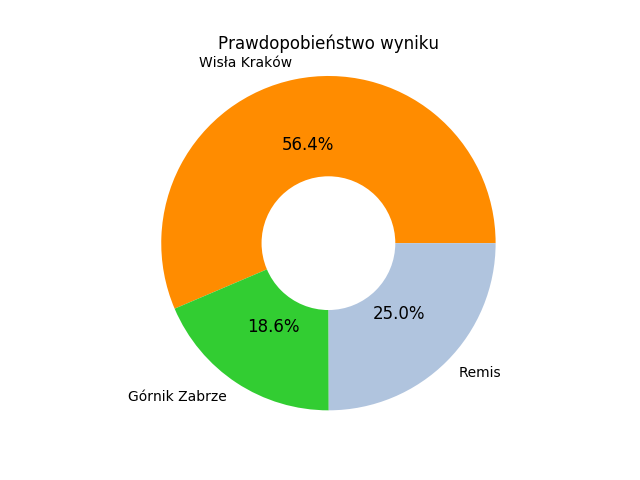 Prawdopobieństwo wyniku
Wisła Kraków
56.4%
18.6%
25.0%
Remis
Górnik Zabrze